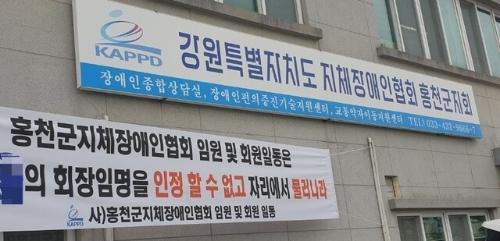 KAPPD
강원특별자치도 지체장애인협회 홍천군지회
장애인종합상담실, 장애인편의증진기술지원센터, 교통약자이동지원센터 TEL)
홍천군지체장애인협회 임원 및 회원일동은
의 회장임명을 인정 할 수 없고 자리에서 물러나라
KAPPD 사)홍천군지체장애인협회 임원 및 회원 일동